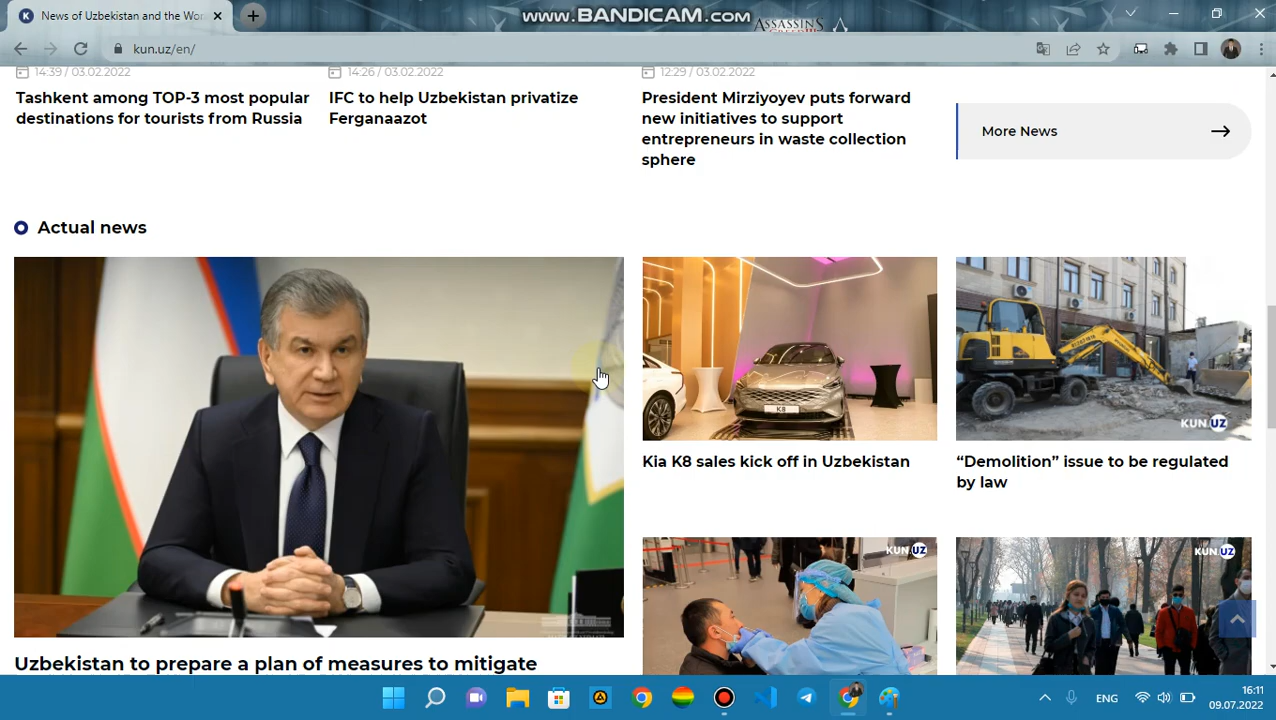 News of Uzbekistan and the Wor
www.BANDICAM.com
ASSASSINS
kun.uz/en/
14:39 / 03.02.2022
14:26 / 03.02.2022
12:29 / 03.02.2022
Tashkent among TOP-3 most popular
destinations for tourists from Russia
IFC to help Uzbekistan privatize
Ferganaazot
President Mirziyoyev puts forward
new initiatives to support
entrepreneurs in waste collection
sphere
More News
Actual news
K8
KUN.UZ
Kia K8 sales kick off in Uzbekistan
“Demolition” issue to be regulated
by law
KUN.UZ
KUN.UZ
Uzbekistan to prepare a plan of measures to mitigate
ENG
16:11
09.07.2022